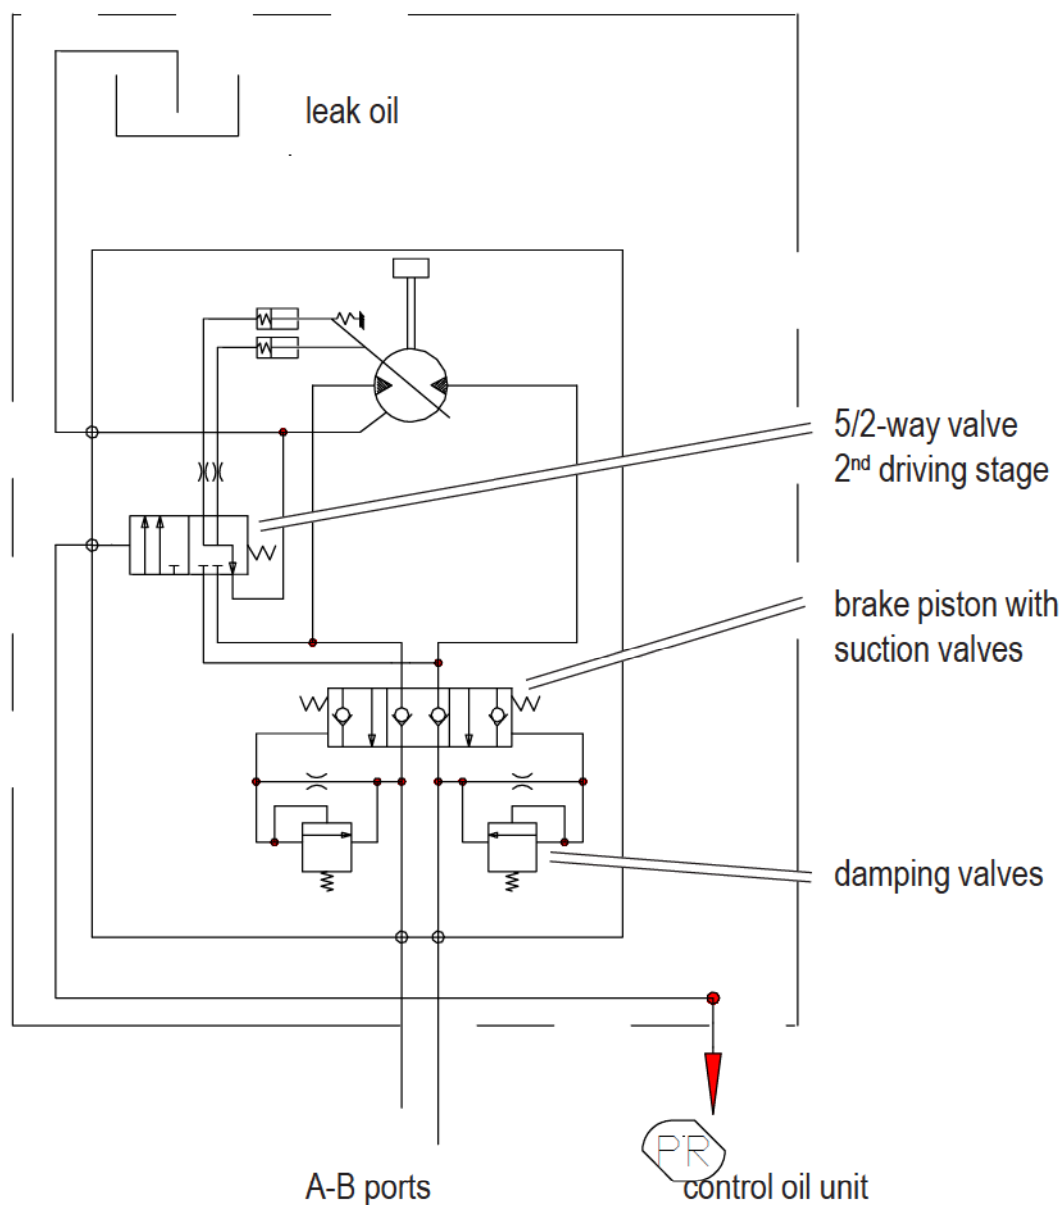 leak oil
5/2-way valve
2nd driving stage
brake piston with
suction valves
damping valves
PR
A-B ports
control oil unit